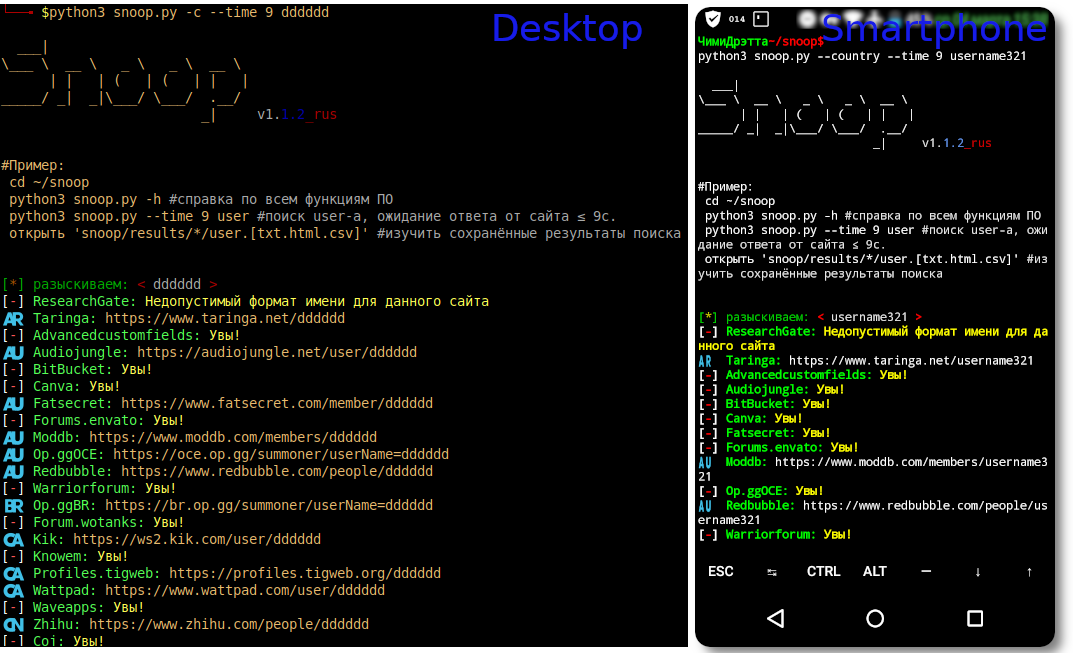 Desktop
$python3 snoop.py -c --time 9 dddddd
v1.1.2_rus
#Пример:
cd ~/snoop
python3 snoop.py -h #справка по всем функциям ПО
python3 snoop.py --time 9 user #поиск user-а, ожидание ответа от сайта ≤ 9с.
открыть 'snoop/results/*/user.[txt.html.csv]' #изучить сохранённые результаты поиска
[*] разыскиваем: < dddddd >
[-] ResearchGate: Недопустимый формат имени для данного сайта
AR Taringa: https://www.taringa.net/dddddd
[-] Advancedcustomfields: Увы!
AU Audiojungle: https://audiojungle.net/user/dddddd
[-] BitBucket: Увы!
[-] Canva: Увы!
AU Fatsecret: https://www.fatsecret.com/member/dddddd
[-] Forums.envato: Увы!
AU Moddb: https://www.moddb.com/members/dddddd
AU Op.ggOCE: https://oce.op.gg/summoner/userName=dddddd
AU Redbubble: https://www.redbubble.com/people/dddddd
[-] Warriorforum: Увы!
BR Op.ggBR: https://br.op.gg/summoner/userName=dddddd
[-] Forum.wotanks: Увы!
CA Kik: https://ws2.kik.com/user/dddddd
[-] Knowem: Увы!
CA Profiles.tigweb: https://profiles.tigweb.org/dddddd
CA Wattpad: https://www.wattpad.com/user/dddddd
[-] Waveapps: Увы!
CN Zhihu: https://www.zhihu.com/people/dddddd
[-] Coi: Увы!
Smartphone
014
ЧимиДрэтта~/snoop$
python3 snoop.py --country --time 9 username321
v1.1.2_rus
#Пример:
cd ~/snoop
python3 snoop.py -h #справка по всем функциям ПО
python3 snoop.py --time 9 user #поиск user-а, ожи
дание ответа от сайта ≤ 9с.
открыть 'snoop/results/*/user.[txt.html.csv]' #из
учить сохранённые результаты поиска
[*] разыскиваем: < username321 >
[-] ResearchGate: Недопустимый формат имени для да
нного сайта
AR Taringa: https://www.taringa.net/username321
[-] Advancedcustomfields: Увы!
[-] Audiojungle: Увы!
[-] BitBucket: Увы!
[-] Canva: Увы!
[-] Fatsecret: Увы!
[-] Forums.envato: Увы!
AU Moddb: https://www.moddb.com/members/username3
21
[-] Op.ggOCE: Увы!
AU Redbubble: https://www.redbubble.com/people/us
ername321
[-] Warriorforum: Увы!
ESC ↹ CTRL ALT — ↓ ↑